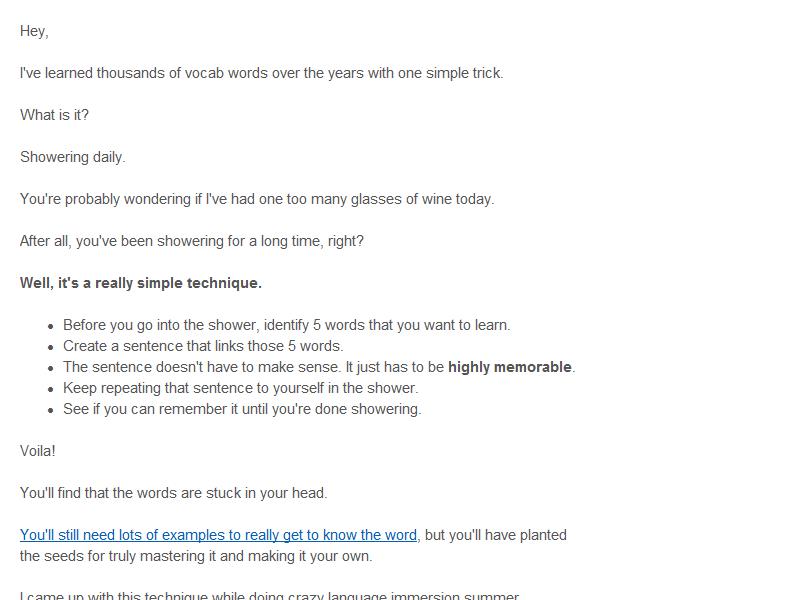 Hey,
I've learned thousands of vocab words over the years with one simple trick.
What is it?
Showering daily.
You're probably wondering if I've had one too many glasses of wine today.
After all, you've been showering for a long time, right?
Well, it's a really simple technique.
Before you go into the shower, identify 5 words that you want to learn.
Create a sentence that links those 5 words.
The sentence doesn't have to make sense. It just has to be highly memorable.
Keep repeating that sentence to yourself in the shower.
See if you can remember it until you're done showering.
Voila!
You'll find that the words are stuck in your head.
You'll still need lots of examples to really get to know the word, but you'll have planted
the seeds for truly mastering it and making it your own.
I came up with this technique while doing crazy language immersion summer